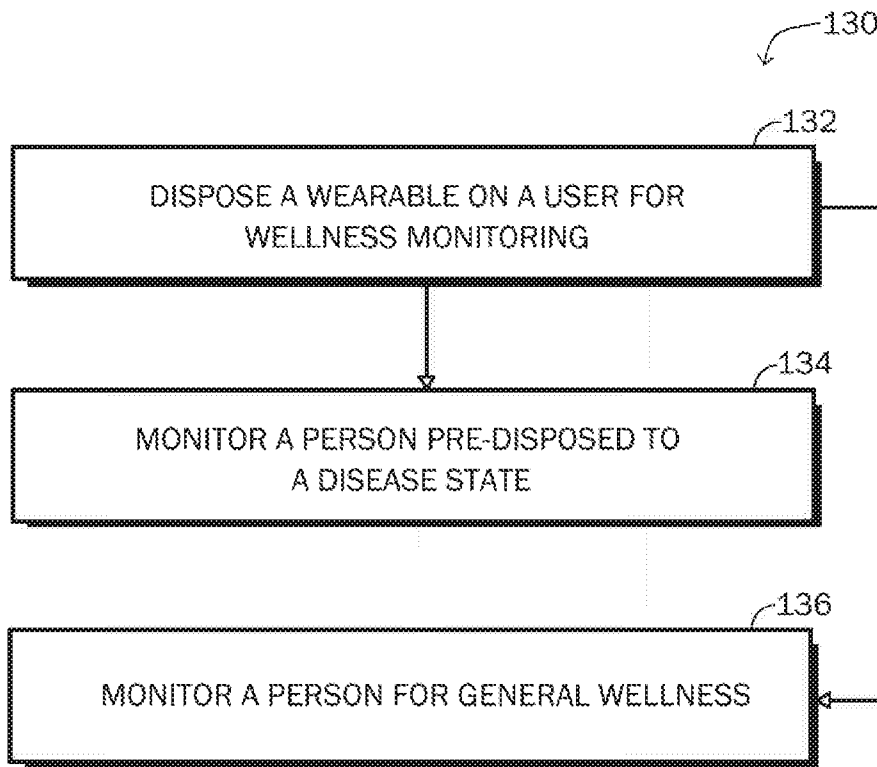 130
132
DISPOSE A WEARABLE ON A USER FOR
WELLNESS MONITORING
134
MONITOR A PERSON PRE-DISPOSED TO
A DISEASE STATE
136
MONITOR A PERSON FOR GENERAL WELLNESS